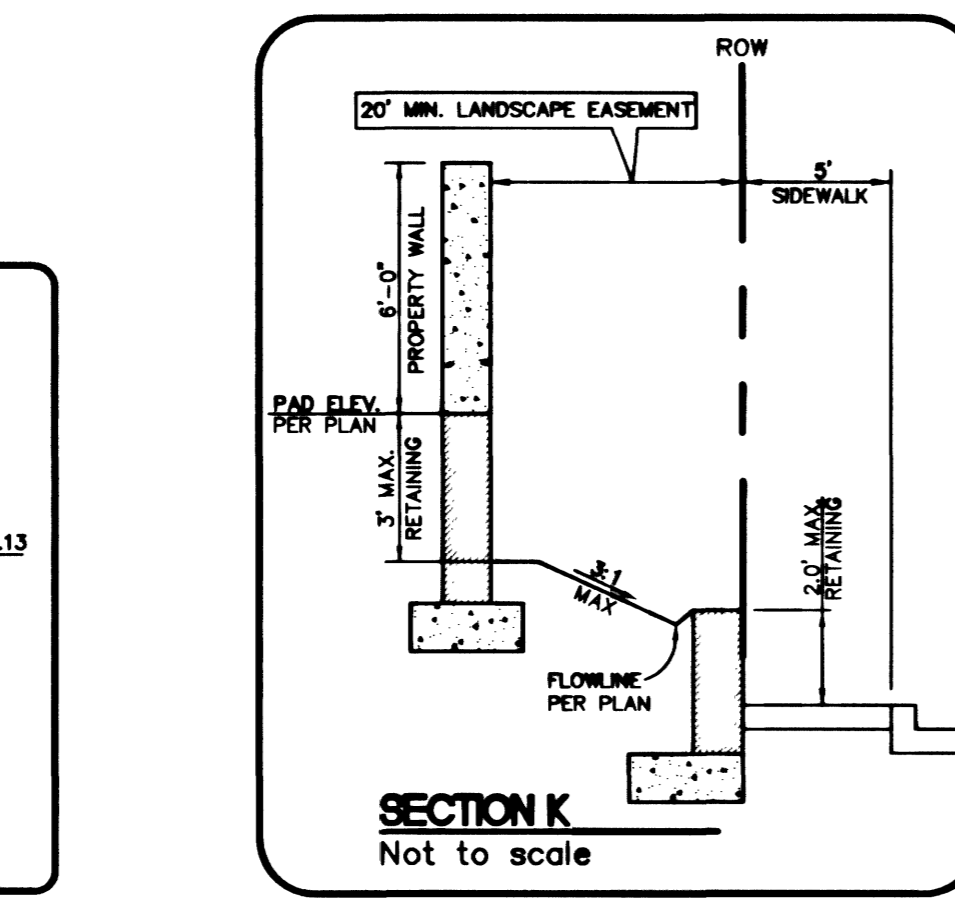 ROW
20' MIN. LANDSCAPE EASEMENT
5'
SIDEWALK
6'-0"
PROPERTY WALL
PAD ELEV.
PER PLAN
3' MAX.
RETAINING
3:1
MAX
2.0' MAX.
RETAINING
FLOWLINE
PER PLAN
.13
SECTION K
Not to scale